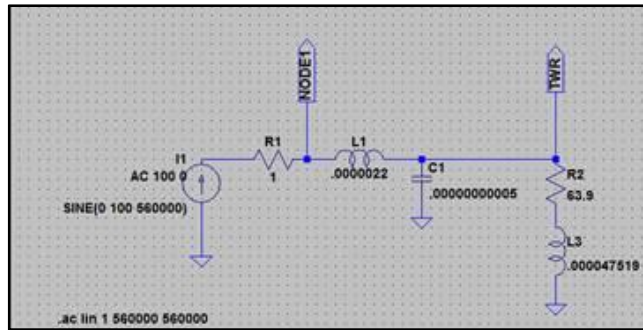 NODE1
TWR
R1
1
L1
.0000022
I1
AC 100 0
SINE(0 100 560000)
C1
.00000000005
R2
63.9
L3
.000047519
.ac lin 1 560000 560000